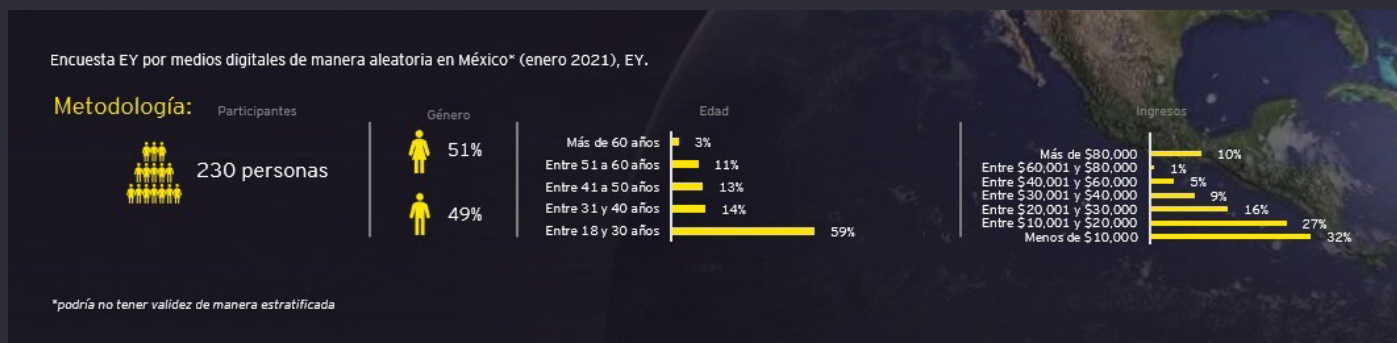 Encuesta EY por medios digitales de manera aleatoria en México* (enero 2021), EY.
Metodología:
Participantes
230 personas
Género
51%
49%
Edad
Más de 60 años 3%
Entre 51 a 60 años 11%
Entre 41 a 50 años 13%
Entre 31 y 40 años 14%
Entre 18 y 30 años 59%
Ingresos
Más de $80,000 10%
Entre $60,001 y $80,000 1%
Entre $40,001 y $60,000 5%
Entre $30,001 y $40,000 9%
Entre $20,001 y $30,000 16%
Entre $10,001 y $20,000 27%
Menos de $10,000 32%
*podría no tener validez de manera estratificada